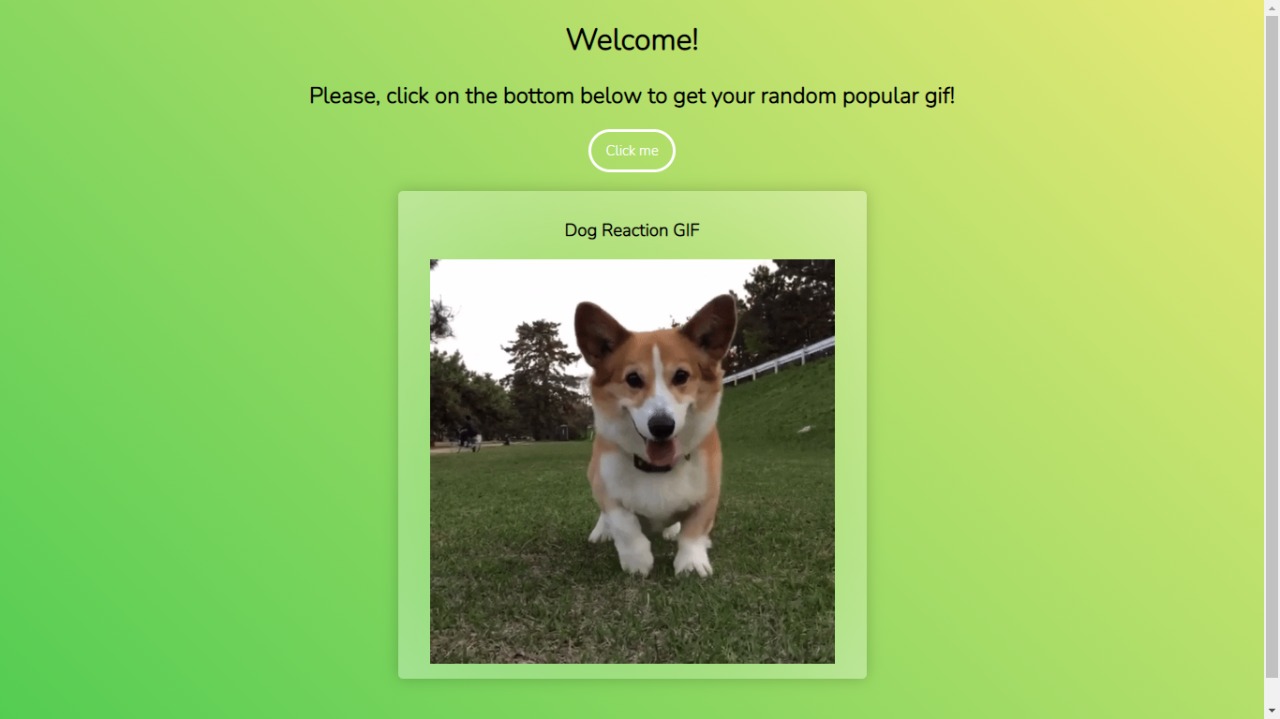 Welcome!
Please, click on the bottom below to get your random popular gif!
Click me
Dog Reaction GIF